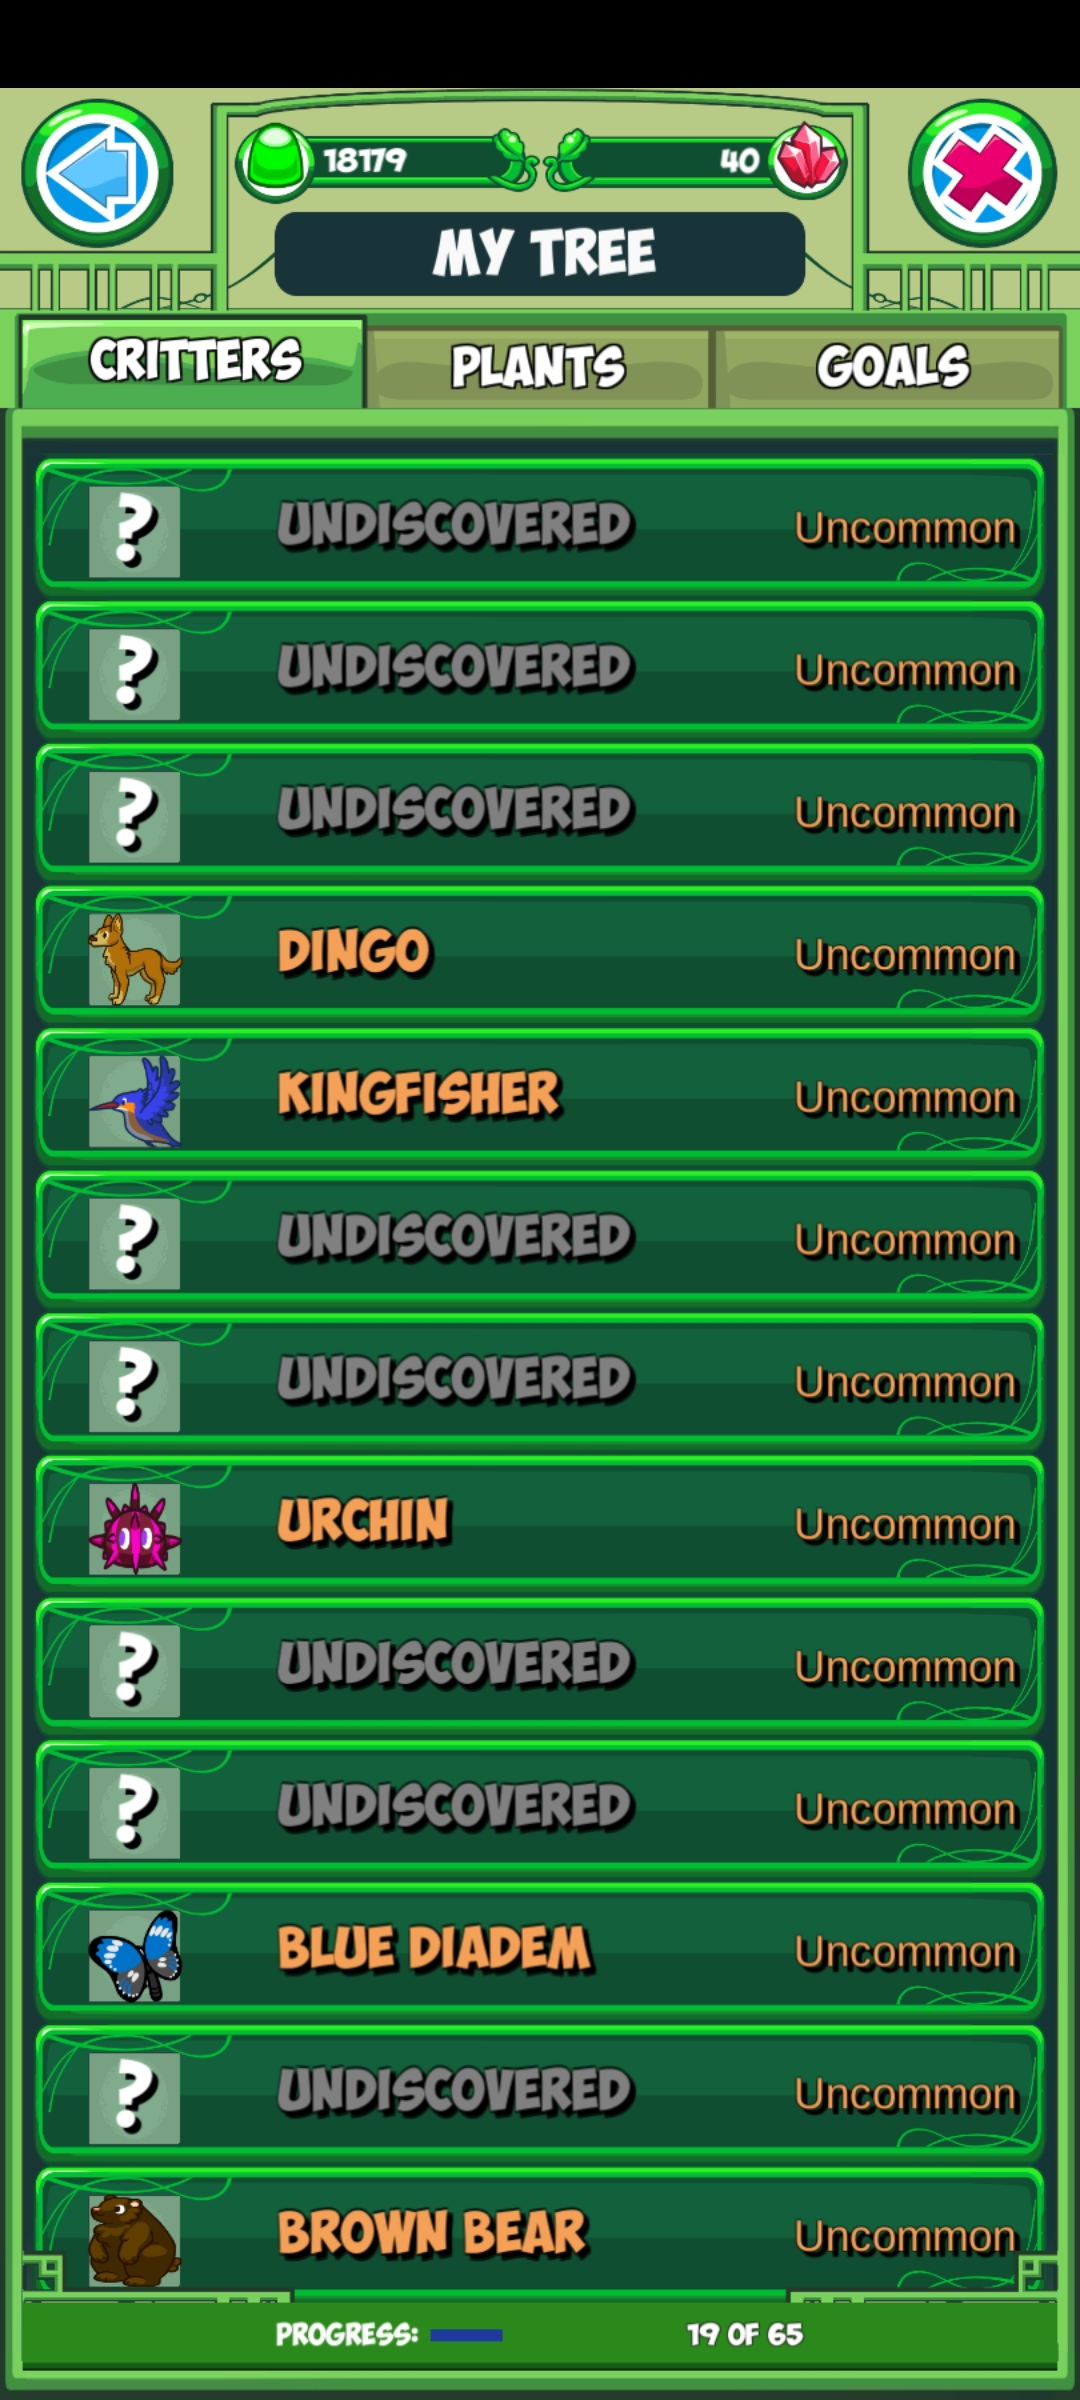 18179
40
MY TREE
CRITTERS
PLANTS
GOALS
? UNDISCOVERED Uncommon
? UNDISCOVERED Uncommon
? UNDISCOVERED Uncommon
DINGO Uncommon
KINGFISHER Uncommon
? UNDISCOVERED Uncommon
? UNDISCOVERED Uncommon
URCHIN Uncommon
? UNDISCOVERED Uncommon
? UNDISCOVERED Uncommon
BLUE DIADEM Uncommon
? UNDISCOVERED Uncommon
BROWN BEAR Uncommon
PROGRESS: 19 OF 65